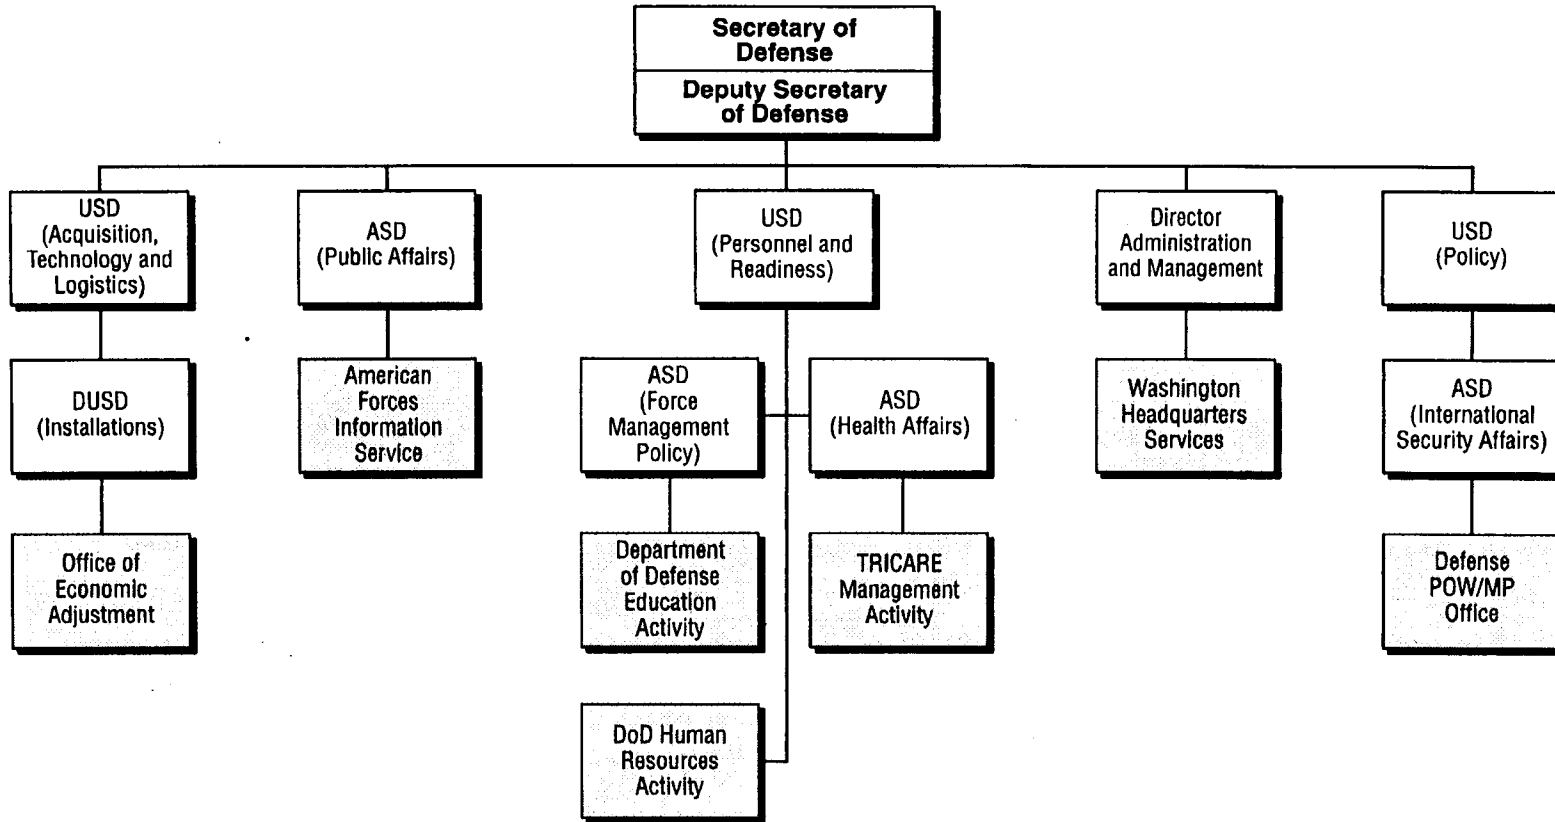 Secretary of
Defense
Deputy Secretary
of Defense
USD
(Acquisition,
Technology and
Logistics)
ASD
(Public Affairs)
USD
(Personnel and
Readiness)
Director
Administration
and Management
USD
(Policy)
DUSD
(Installations)
American
Forces
Information
Service
ASD
(Force
Management
Policy)
ASD
(Health Affairs)
Washington
Headquarters
Services
ASD
(International
Security Affairs)
Office of
Economic
Adjustment
Department
of Defense
Education
Activity
TRICARE
Management
Activity
Defense
POW/MP
Office
DoD Human
Resources
Activity